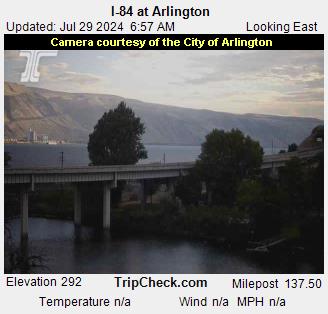 I-84 at Arlington
Updated: Jul 29 2024 6:57 AM Looking East
Camera courtesy of the City of Arlington
Elevation 292 TripCheck.com Milepost 137.50
Temperature n/a Wind n/a MPH n/a